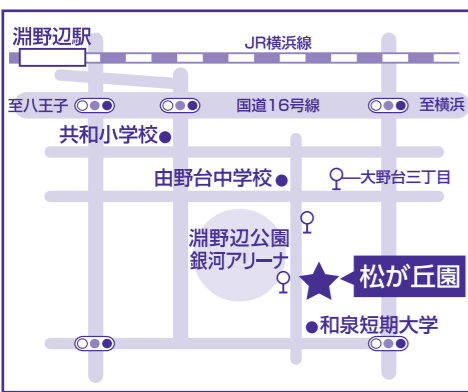 淵野辺駅
JR横浜線
至八王子
国道16号線
至横浜
共和小学校
由野台中学校
大野台三丁目
淵野辺公園
銀河アリーナ
松が丘園
和泉短期大学